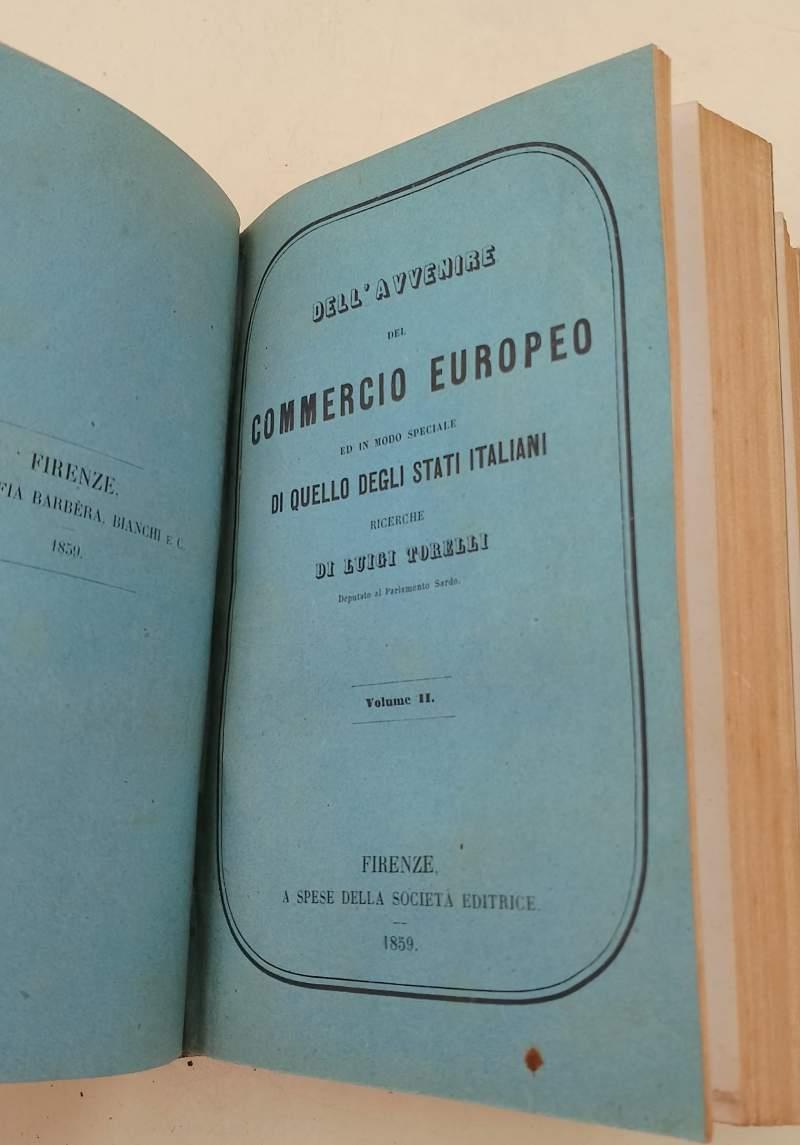 FIRENZE,
BARBÈRA, BIANCHI E C.
1859.
DELL'AVVENIRE
DEL
COMMERCIO EUROPEO
ED IN MODO SPECIALE
DI QUELLO DEGLI STATI ITALIANI
RICERCHE
DI LUIGI TORELLI
Deputato al Parlamento Sardo.
Volume II.
FIRENZE,
A SPESE DELLA SOCIETÀ EDITRICE.
1859.